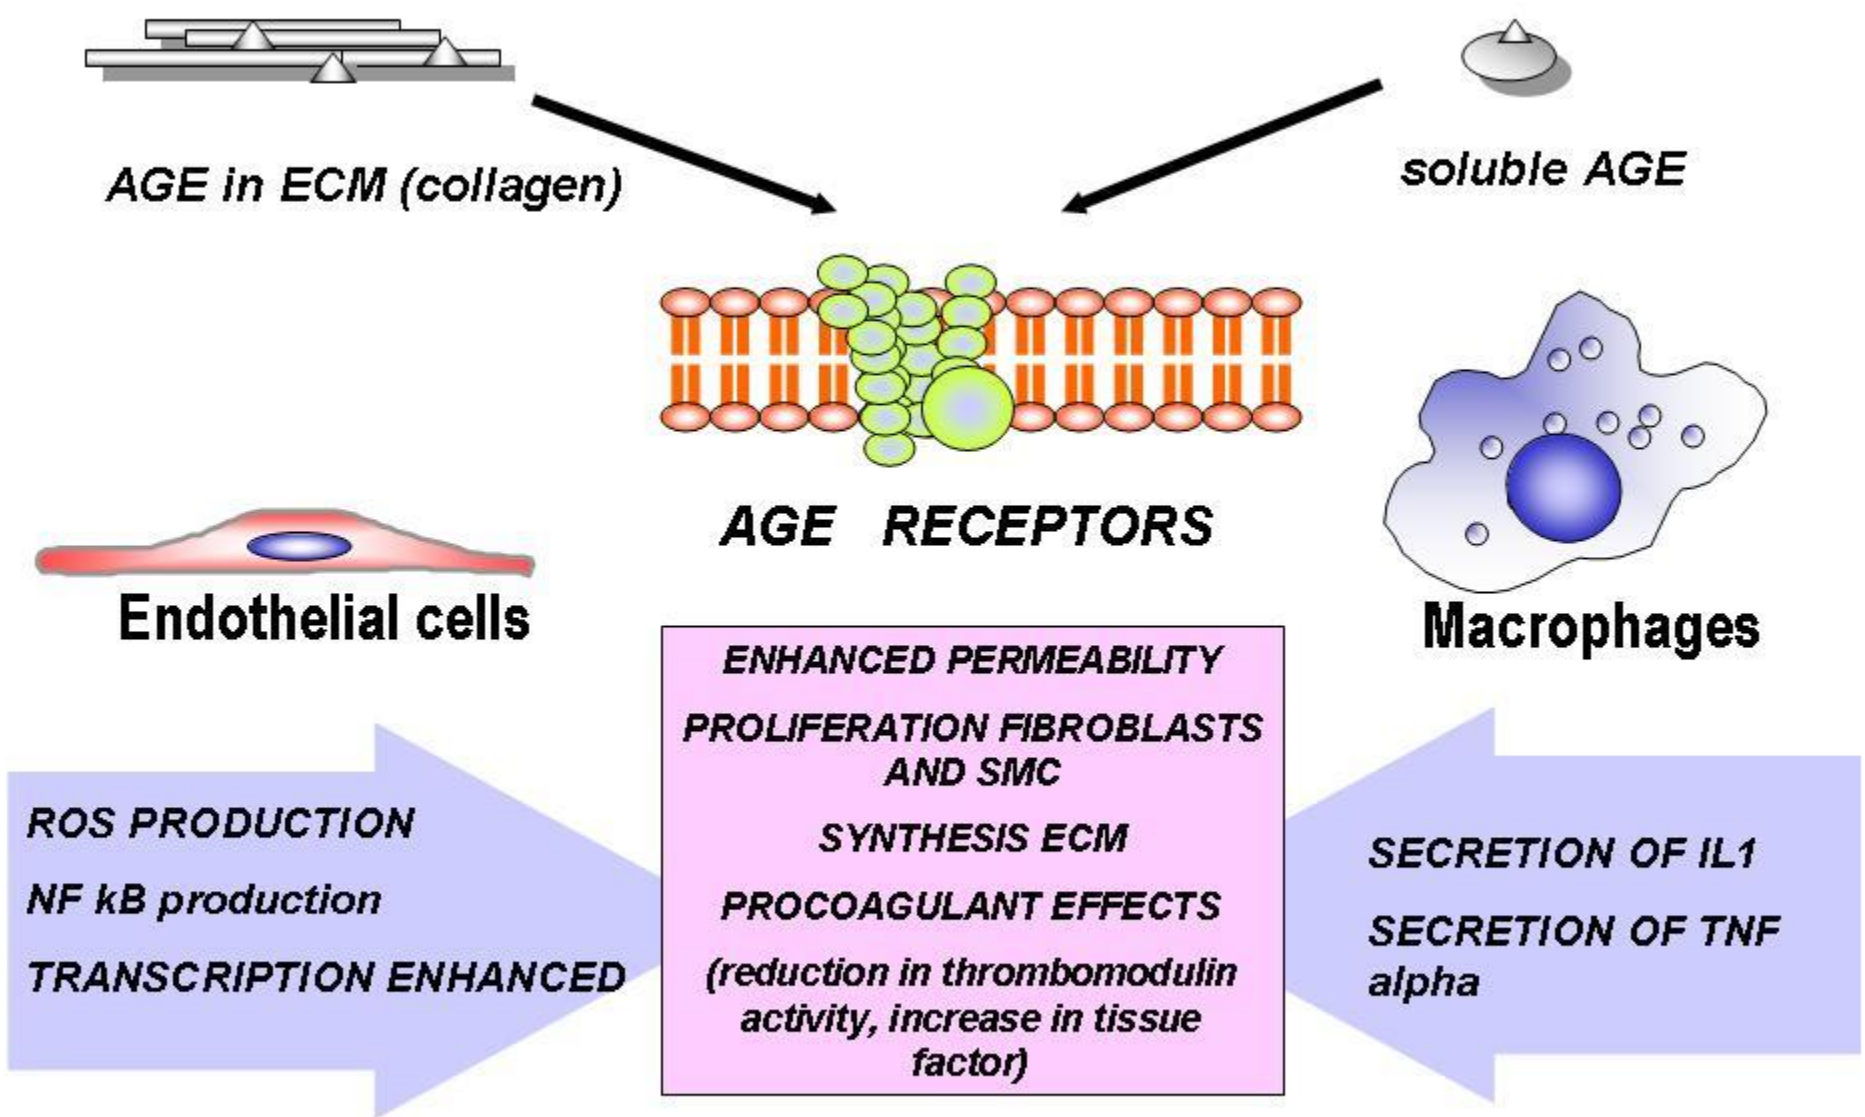 AGE in ECM (collagen)
soluble AGE
AGE RECEPTORS
Endothelial cells
Macrophages
ENHANCED PERMEABILITY
PROLIFERATION FIBROBLASTS
AND SMC
SYNTHESIS ECM
PROCOAGULANT EFFECTS
(reduction in thrombomodulin
activity, increase in tissue
factor)
ROS PRODUCTION
NF kB production
TRANSCRIPTION ENHANCED
SECRETION OF IL1
SECRETION OF TNF
alpha